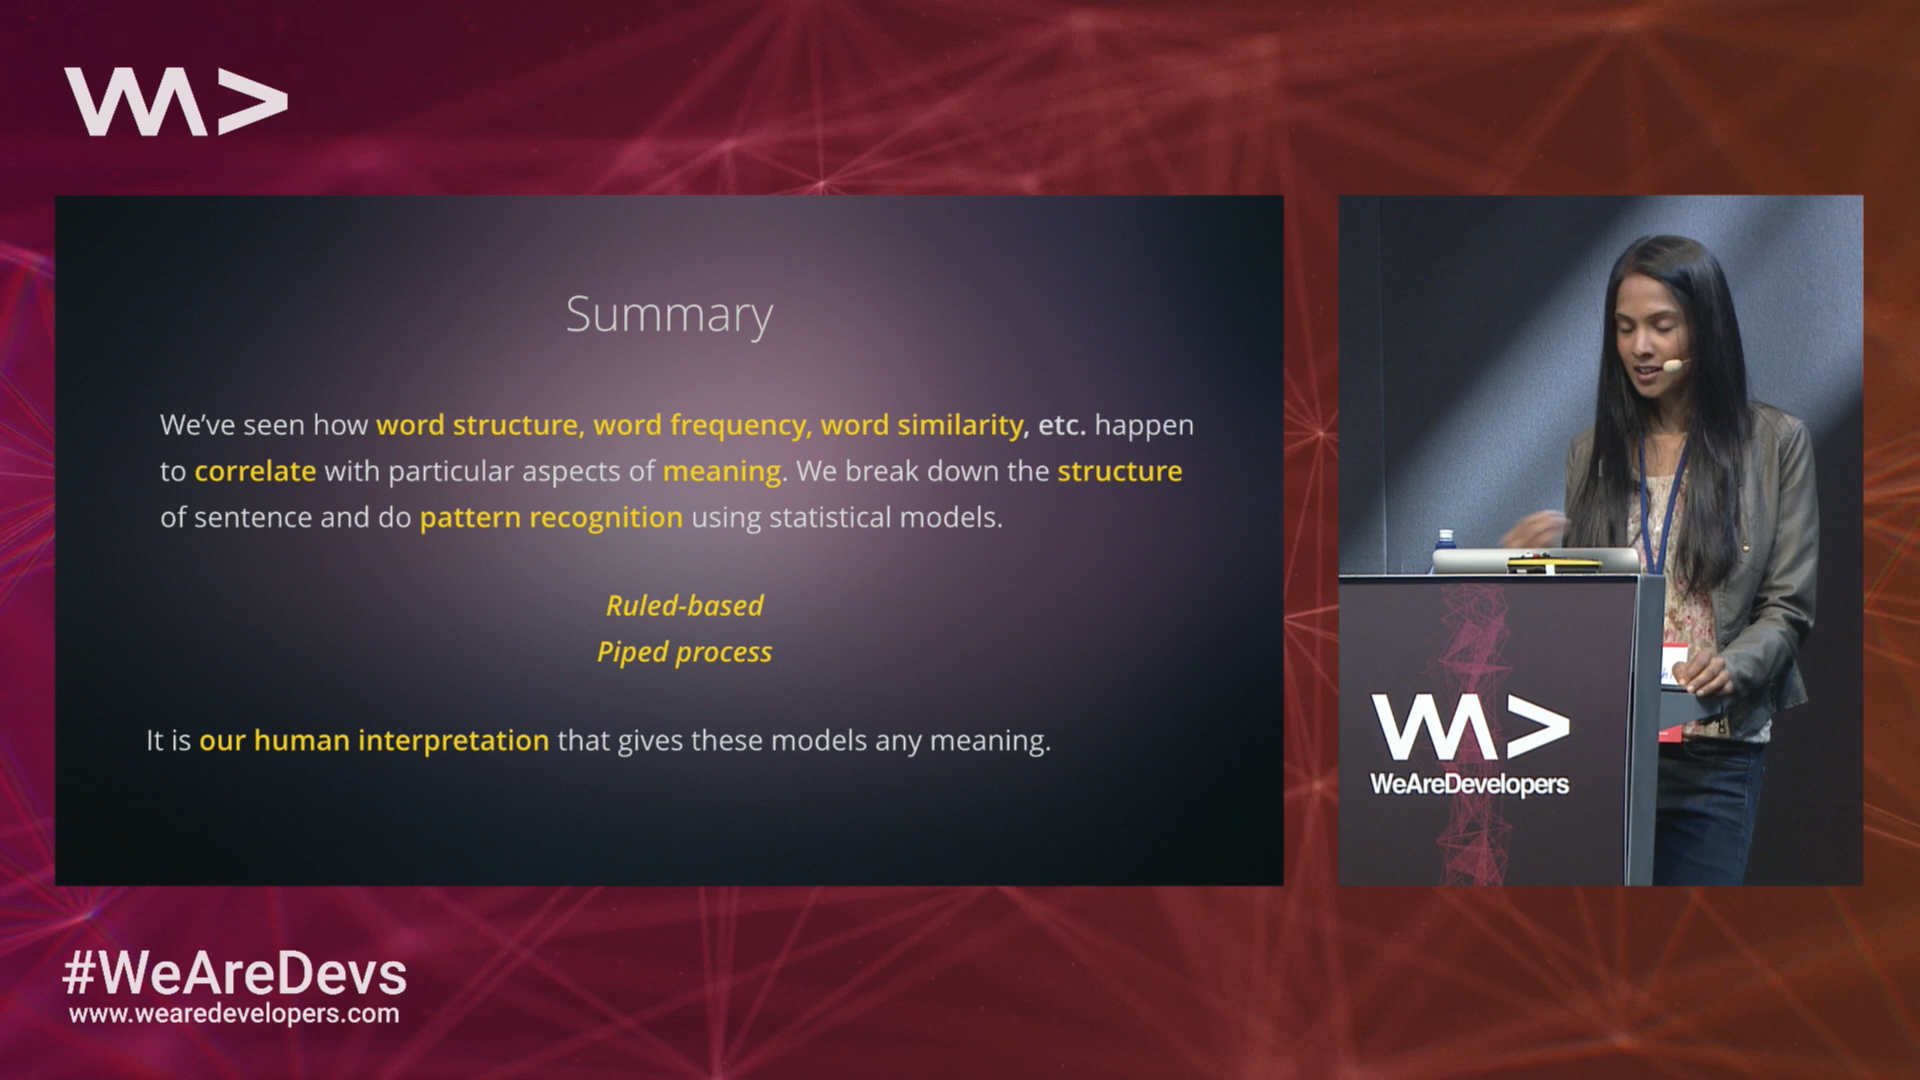 WA>
Summary
We've seen how word structure, word frequency, word similarity, etc. happen
to correlate with particular aspects of meaning. We break down the structure
of sentence and do pattern recognition using statistical models.
Ruled-based
Piped process
It is our human interpretation that gives these models any meaning.
WA>
WeAreDevelopers
#WeAreDevs
www.wearedevelopers.com